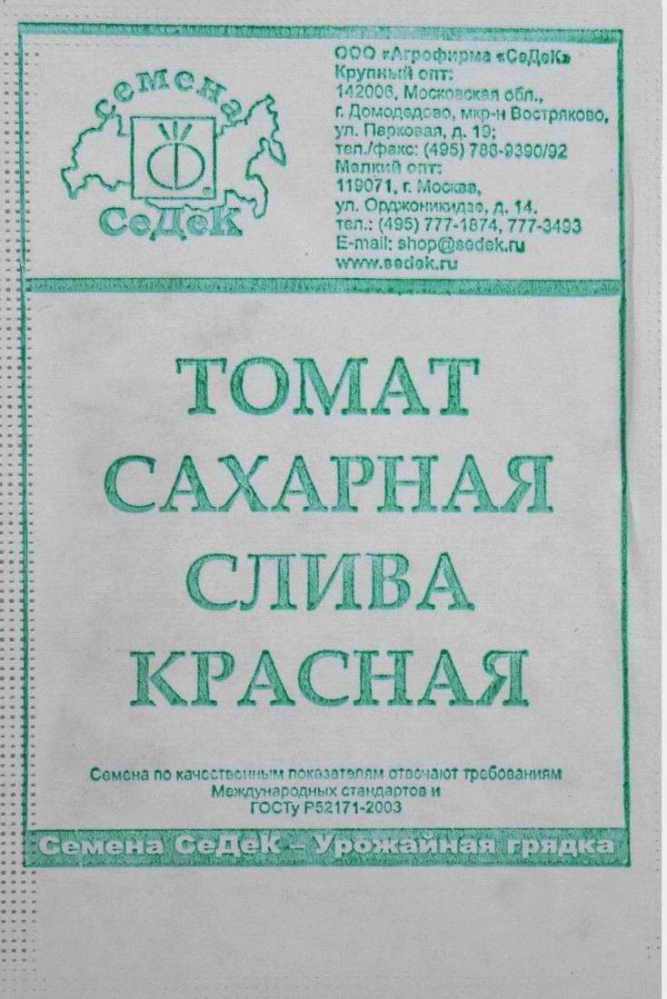 семена
СеДеК
ООО «Агрофирма «СеДеК»
Крупный опт:
142006, Московская обл.,
г. Домодедово, мкр-н Востряково,
ул. Парковая, д. 19;
тел./факс: (495) 788-9390/92
Мелкий опт:
119071, г. Москва,
ул. Орджоникидзе, д. 14.
тел.: (495) 777-1874, 777-3493
E-mail: shop@sedek.ru
www.sedek.ru
ТОМАТ
САХАРНАЯ
СЛИВА
КРАСНАЯ
Семена по качественным показателям отвечают требованиям
Международных стандартов и
ГОСТу Р52171-2003
Семена СеДеК – Урожайная грядка